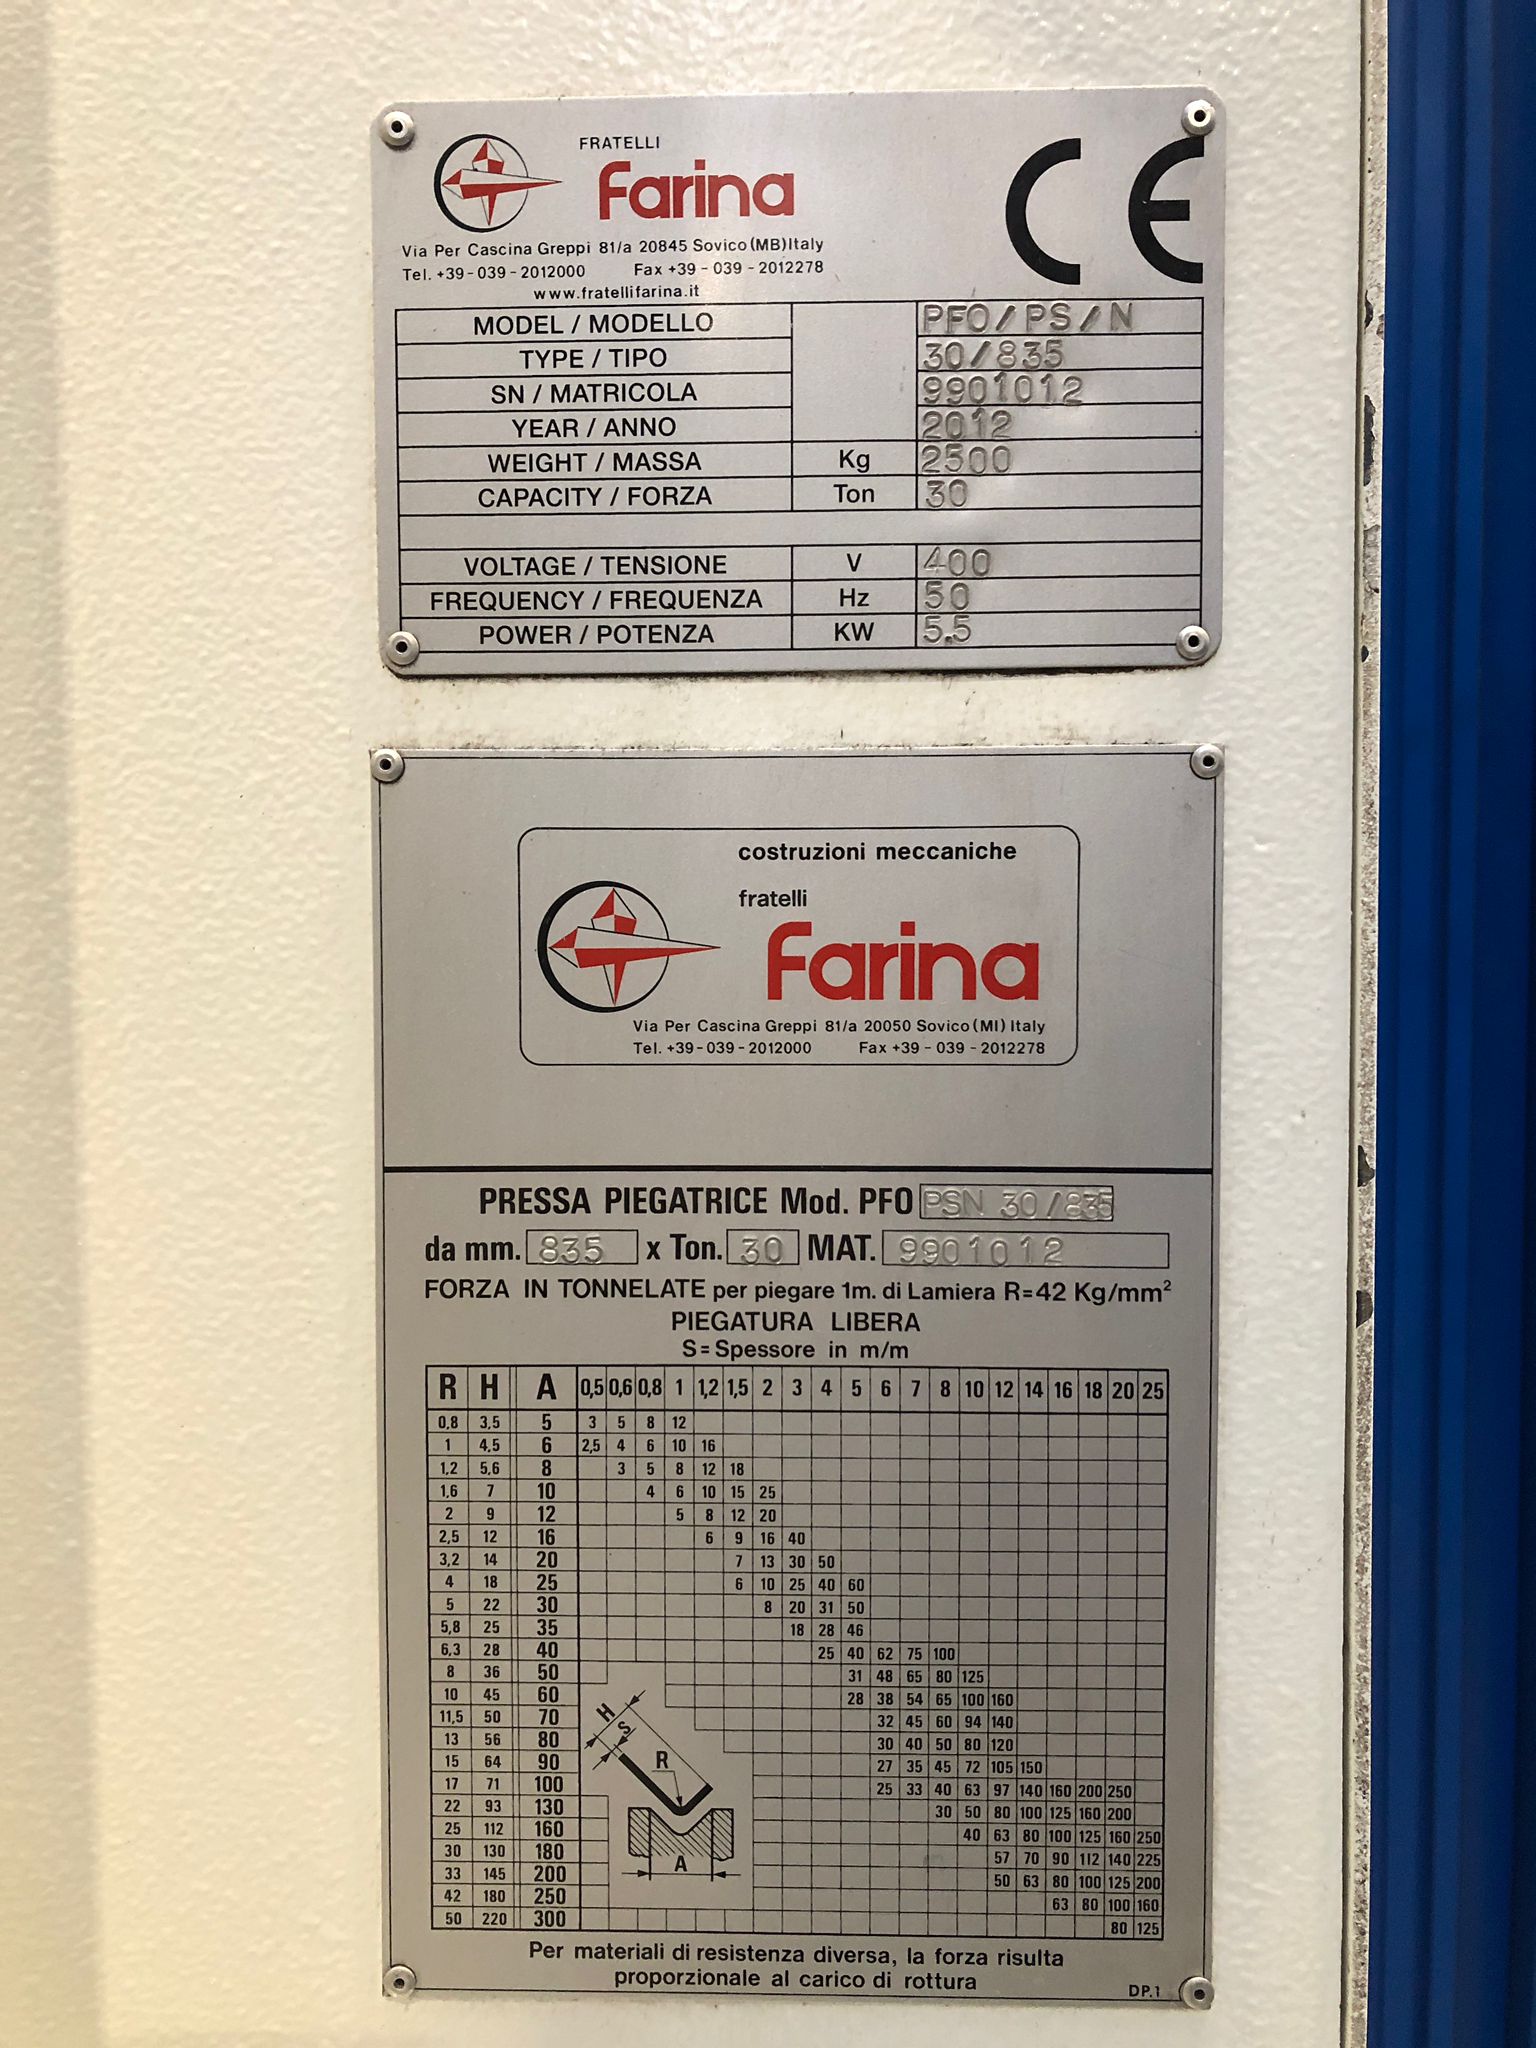 FRATELLI
Farina
CE
Via Per Cascina Greppi 81/a 20845 Sovico (MB) Italy
Tel. +39-039-2012000 Fax +39-039-2012278
www.fratellifarina.it
MODEL / MODELLO PFO/PS/N
TYPE / TIPO 30/835
SN / MATRICOLA 9901012
YEAR / ANNO 2012
WEIGHT / MASSA Kg 2500
CAPACITY / FORZA Ton 30
VOLTAGE / TENSIONE V 400
FREQUENCY / FREQUENZA Hz 50
POWER / POTENZA KW 5.5
costruzioni meccaniche
fratelli
Farina
Via Per Cascina Greppi 81/a 20050 Sovico (MI) Italy
Tel. +39-039-2012000 Fax +39-039-2012278
PRESSA PIEGATRICE Mod. PFO PSN 30/835
da mm. 835 x Ton. 30 MAT. 9901012
FORZA IN TONNELATE per piegare 1m. di Lamiera R=42 Kg/mm²
PIEGATURA LIBERA
S=Spessore in m/m
R H A 0,5 0,6 0,8 1 1,2 1,5 2 3 4 5 6 7 8 10 12 14 16 18 20 25
0,8 3,5 5 3 5 8 12
1 4,5 6 2,5 4 6 10 16
1,2 5,6 8 3 5 8 12 18
1,6 7 10 4 6 10 15 25
2 9 12 5 8 12 20
2,5 12 16 6 9 16 40
3,2 14 20 7 13 30 50
4 18 25 6 10 25 40 60
5 22 30 8 20 31 50
5,8 25 35 18 28 46
6,3 28 40 25 40 62 75 100
8 36 50 31 48 65 80 125
10 45 60 28 38 54 65 100 160
11,5 50 70 32 45 60 94 140
13 56 80 30 40 50 80 120
15 64 90 27 35 45 72 105 150
17 71 100 25 33 40 63 97 140 160 200 250
22 93 130 30 50 80 100 125 160 200
25 112 160 40 63 80 100 125 160 250
30 130 180 57 70 90 112 140 225
33 145 200 50 63 80 100 125 200
42 180 250 63 80 100 160
50 220 300 80 125
H
S
R
A
Per materiali di resistenza diversa, la forza risulta
proporzionale al carico di rottura
DP.1